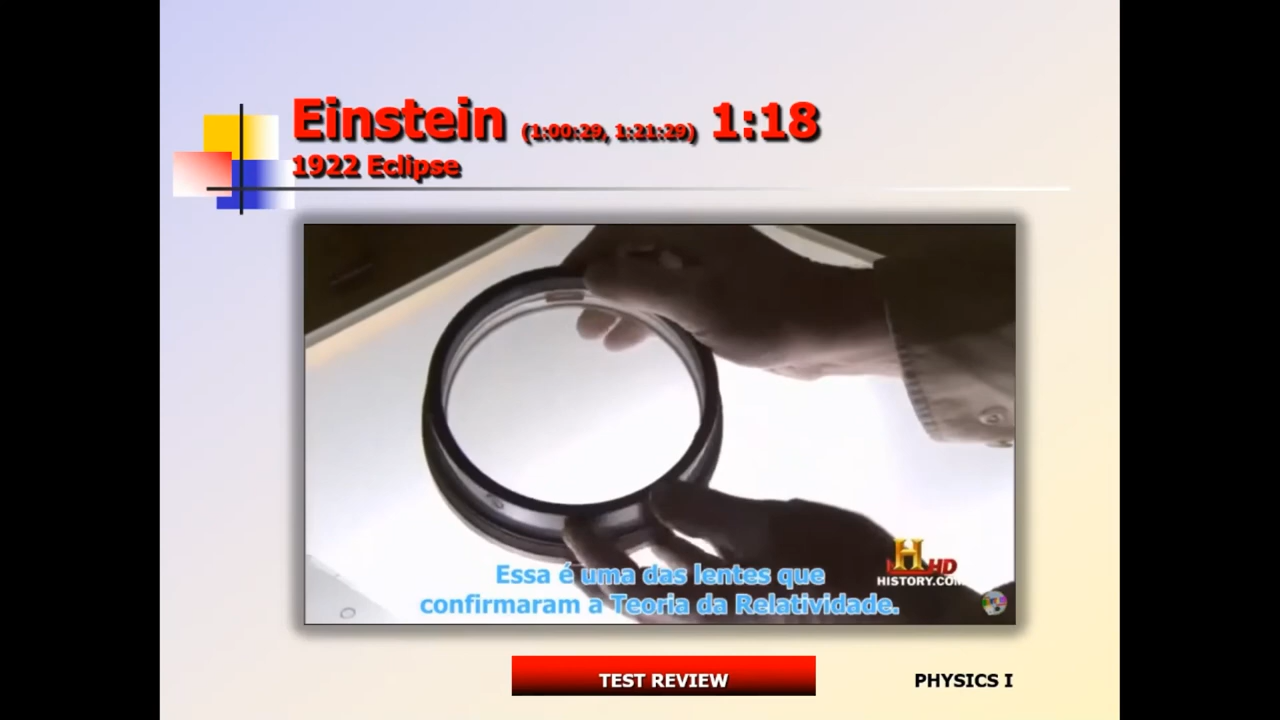 Einstein (1:00:29, 1:21:29) 1:18
1922 Eclipse
Essa é uma das lentes que
confirmaram a Teoria da Relatividade.
H HD
HISTORY.COM
TEST REVIEW
PHYSICS I